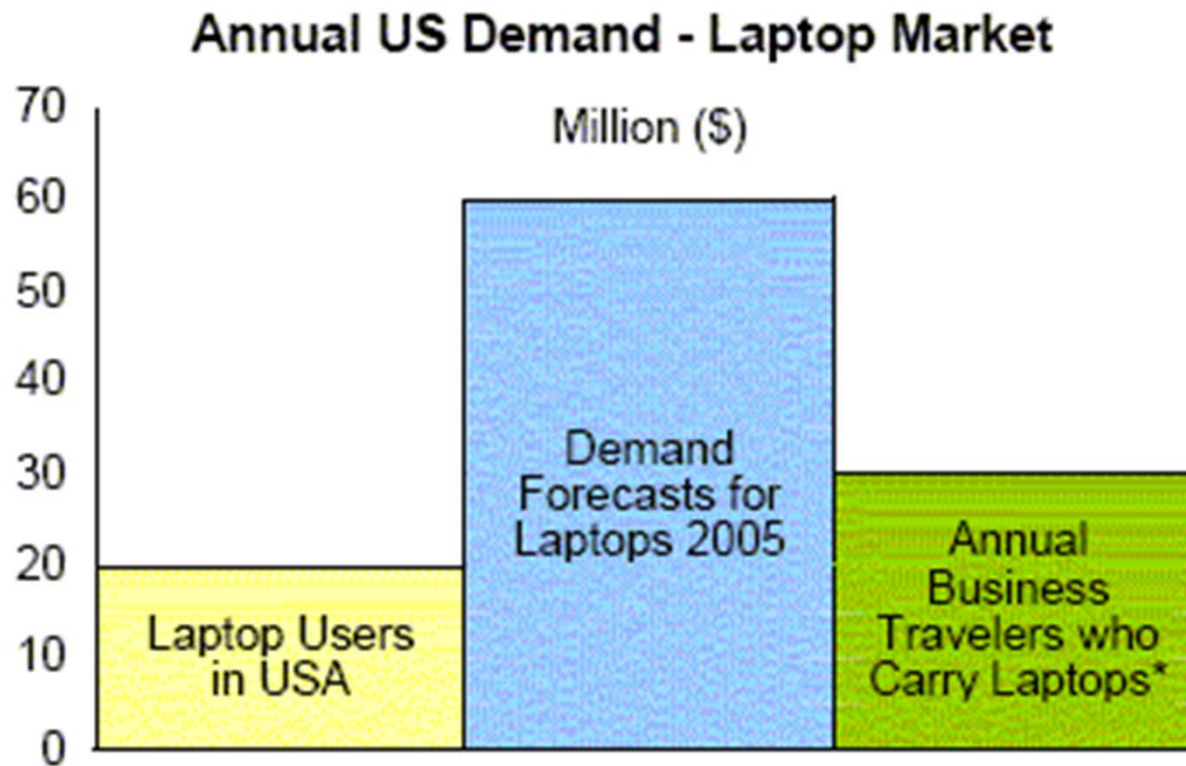 Annual US Demand - Laptop Market
Million ($)
70
60
50
40
30
20
10
0
Laptop Users
in USA
Demand
Forecasts for
Laptops 2005
Annual
Business
Travelers who
Carry Laptops*